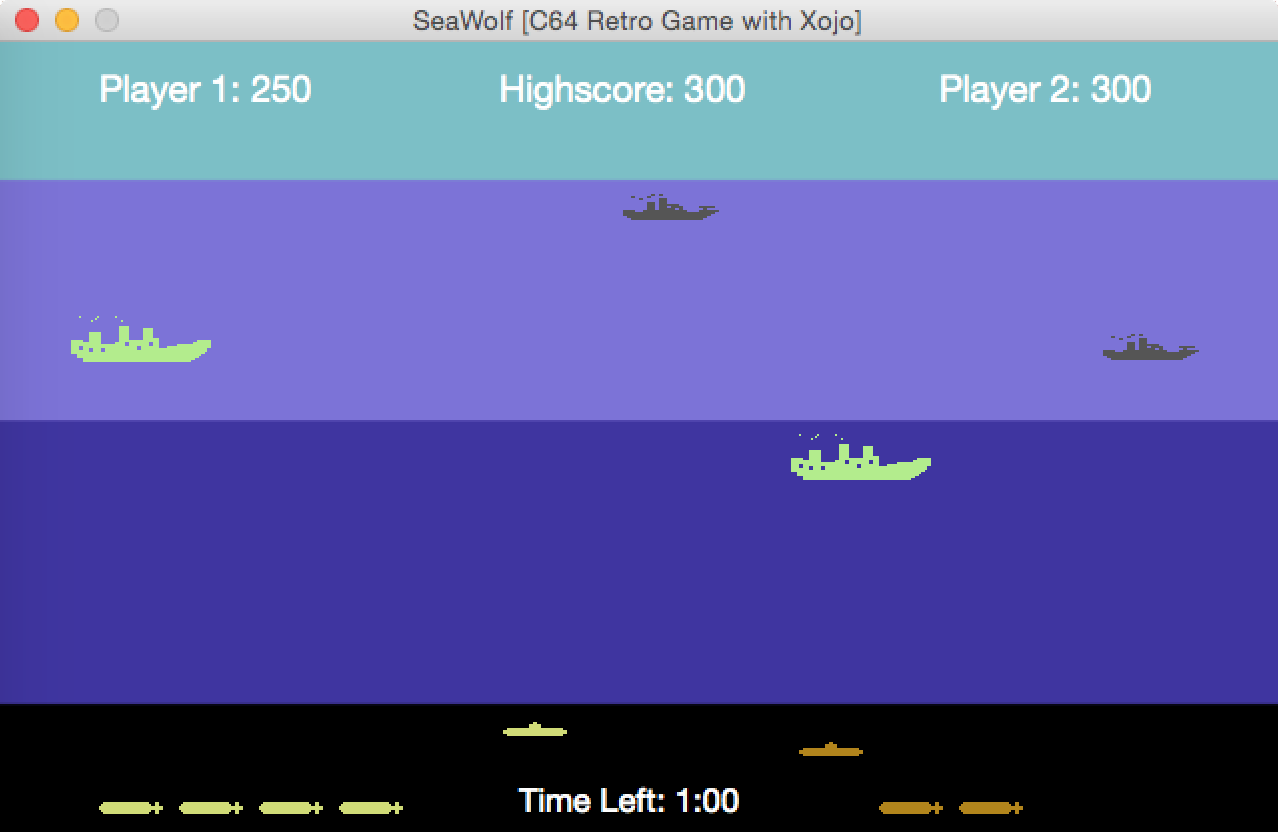 SeaWolf [C64 Retro Game with Xojo]
Player 1: 250
Highscore: 300
Player 2: 300
Time Left: 1:00